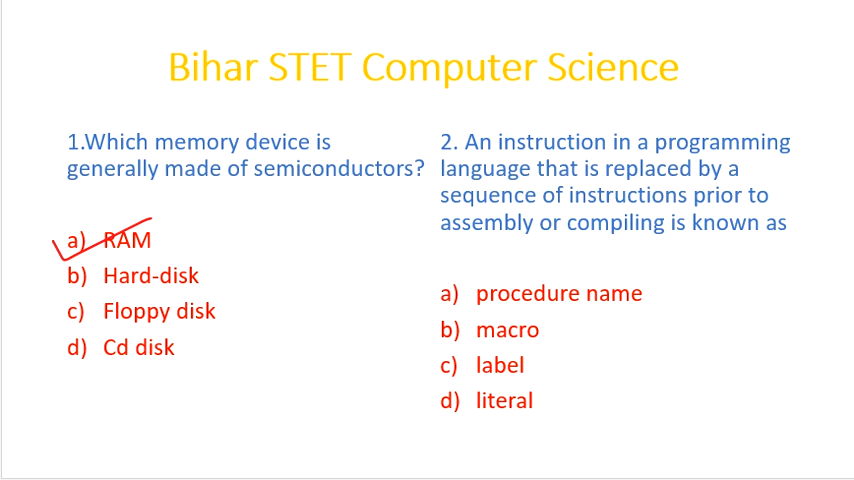 Bihar STET Computer Science
1.Which memory device is
generally made of semiconductors?
a) RAM
b) Hard-disk
c) Floppy disk
d) Cd disk
2. An instruction in a programming
language that is replaced by a
sequence of instructions prior to
assembly or compiling is known as
a) procedure name
b) macro
c) label
d) literal